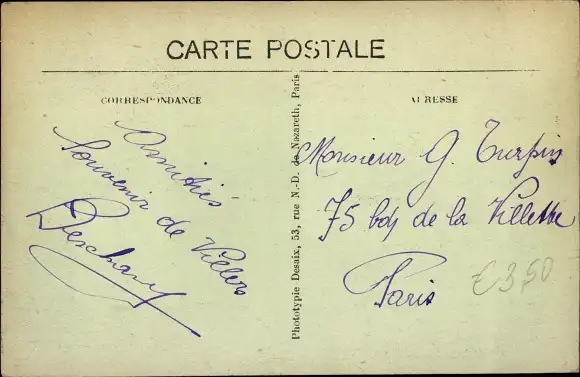 CARTE POSTALE
CORRESPONDANCE
ADRESSE
Amitiés
Souvenir de Villers
Deschamp
Phototypie Desaix, 53, rue N.-D. de Nazareth, Paris
Monsieur G. Turpin
75 bd de la Villette
Paris
€3,50